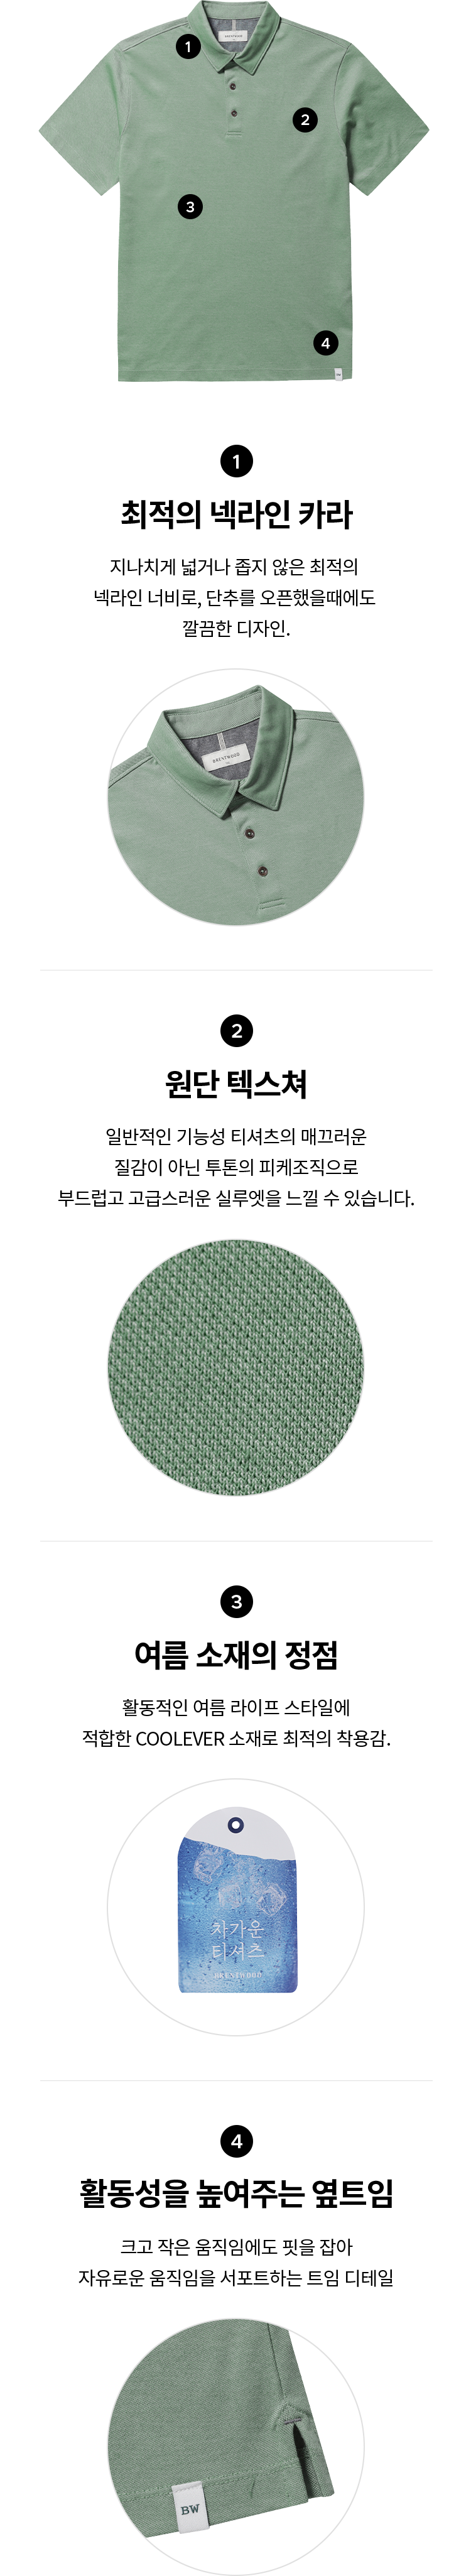 BRENTWOOD
1
2
3
4
BW
1
최적의 넥라인 카라
지나치게 넓거나 좁지 않은 최적의
넥라인 너비로, 단추를 오픈했을때에도
깔끔한 디자인.
BRENTWOOD
2
원단 텍스쳐
일반적인 기능성 티셔츠의 매끄러운
질감이 아닌 투톤의 피케조직으로
부드럽고 고급스러운 실루엣을 느낄 수 있습니다.
3
여름 소재의 정점
활동적인 여름 라이프 스타일에
적합한 COOLEVER 소재로 최적의 착용감.
차가운
티셔츠
BRENTWOOD
4
활동성을 높여주는 옆트임
크고 작은 움직임에도 핏을 잡아
자유로운 움직임을 서포트하는 트임 디테일
BW